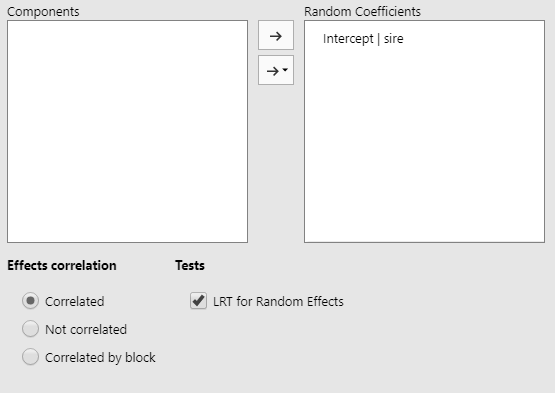 Components
Random Coefficients
Intercept | sire
Effects correlation
Tests
Correlated
LRT for Random Effects
Not correlated
Correlated by block